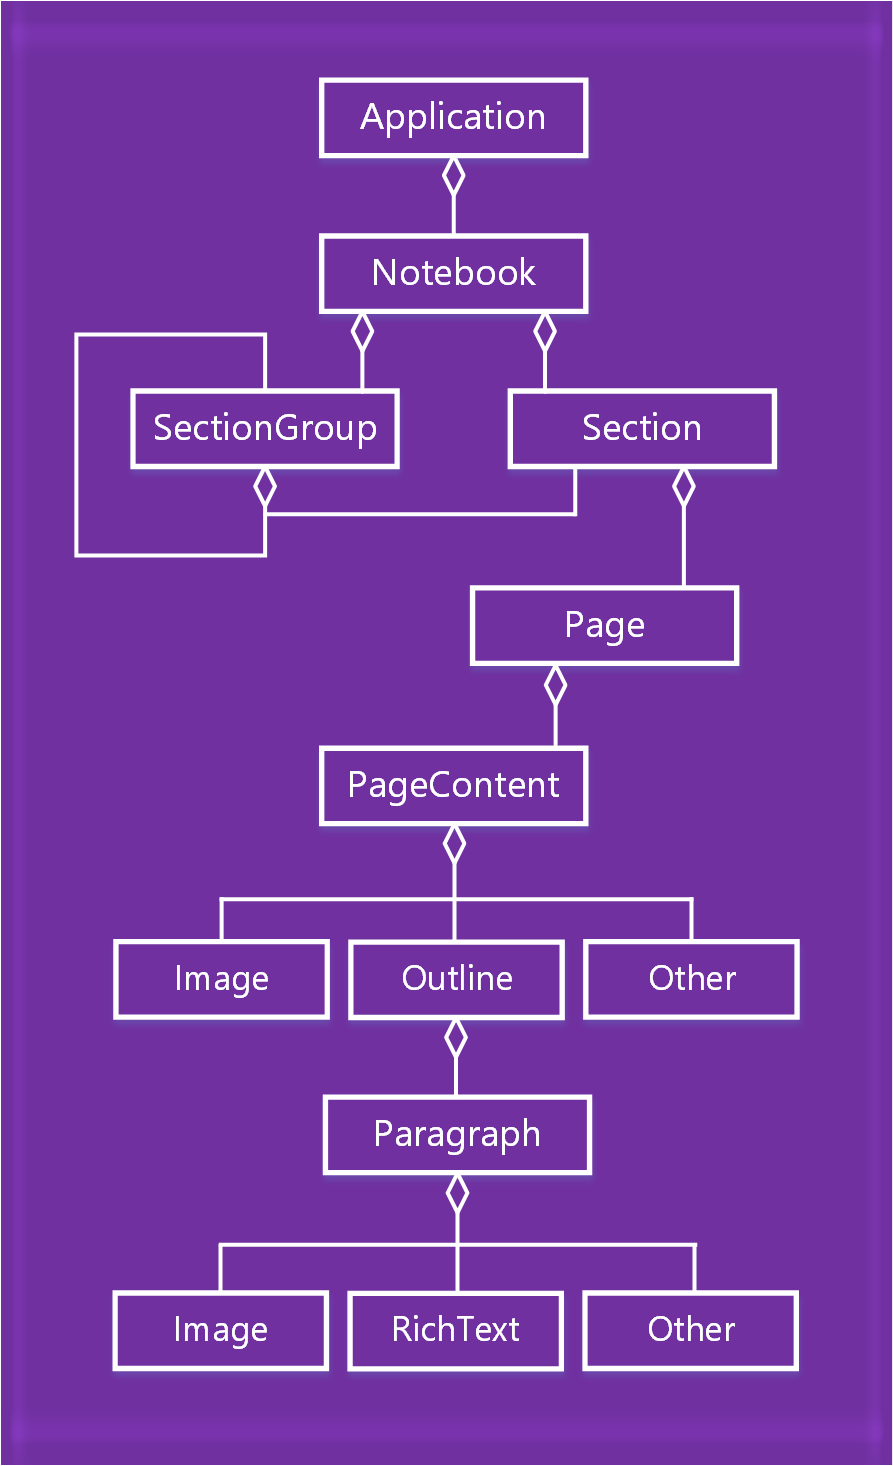 Application
Notebook
SectionGroup
Section
Page
PageContent
Image
Outline
Other
Paragraph
Image
RichText
Other